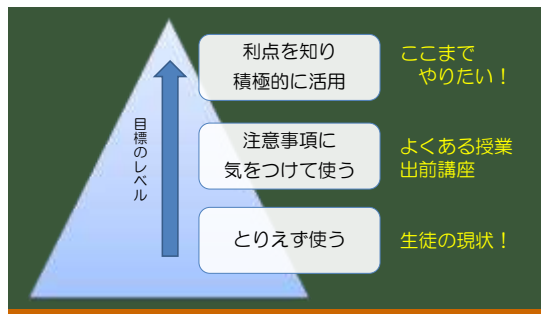 目標のレベル
利点を知り
積極的に活用
ここまで
やりたい！
注意事項に
気をつけて使う
よくある授業
出前講座
とりえず使う
生徒の現状！